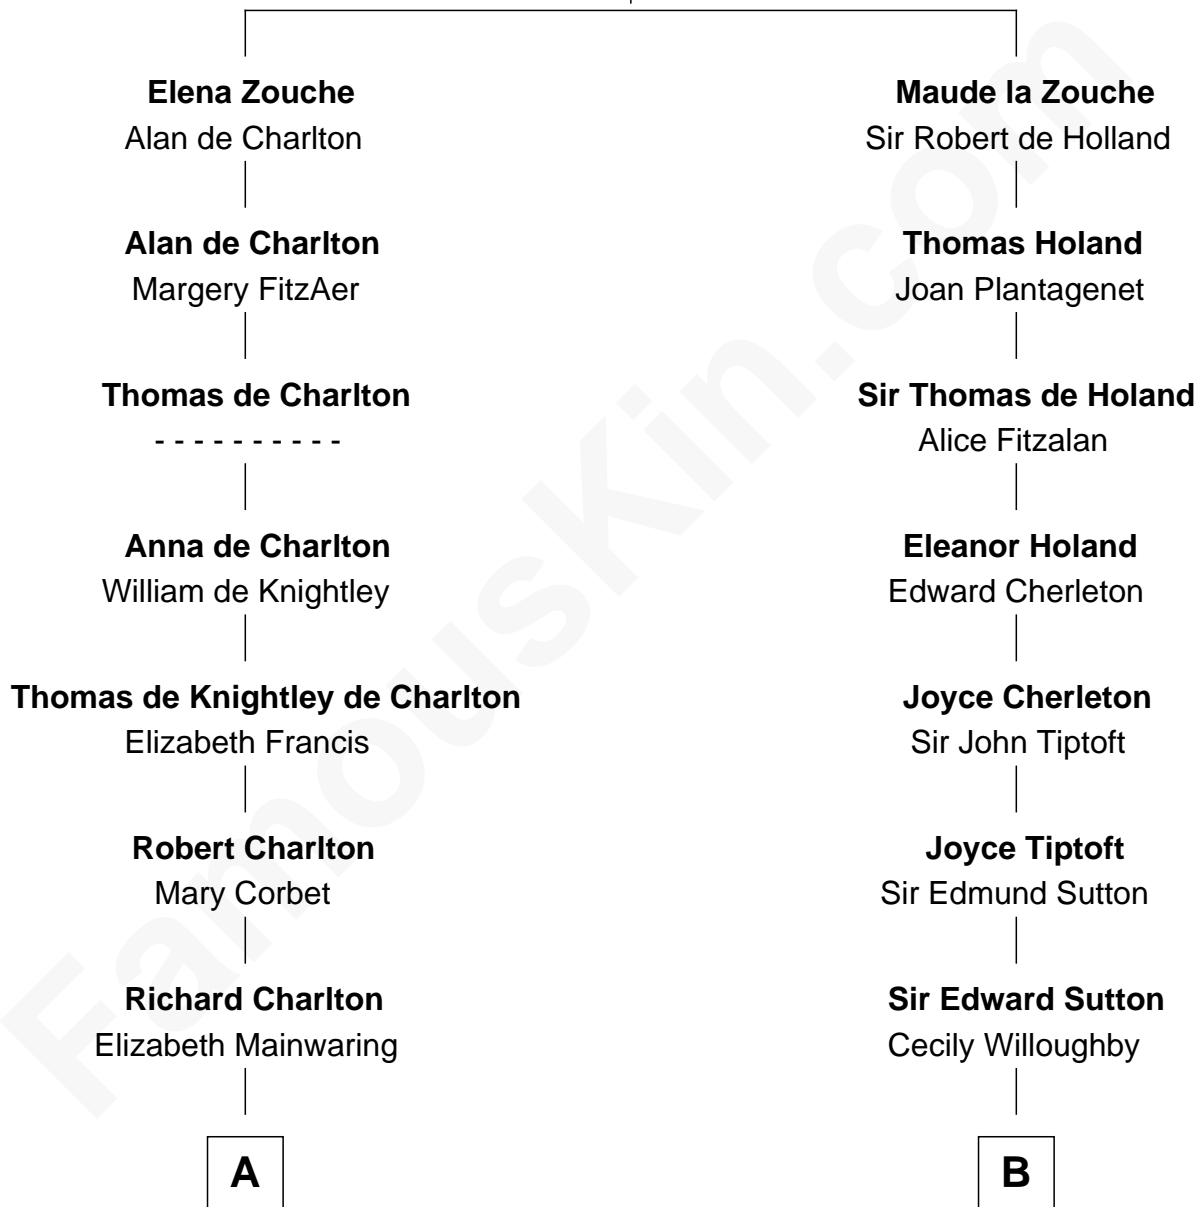 Elena Zouche
Alan de Charlton
Alan de Charlton
Margery FitzAer
Thomas de Charlton
- - - - - - - - - -
Anna de Charlton
William de Knightley
Thomas de Knightley de Charlton
Elizabeth Francis
Robert Charlton
Mary Corbet
Richard Charlton
Elizabeth Mainwaring
A
Maude la Zouche
Sir Robert de Holland
Thomas Holand
Joan Plantagenet
Sir Thomas de Holand
Alice Fitzalan
Eleanor Holand
Edward Cherleton
Joyce Cherleton
Sir John Tiptoft
Joyce Tiptoft
Sir Edmund Sutton
Sir Edward Sutton
Cecily Willoughby
B
FamousKin.com